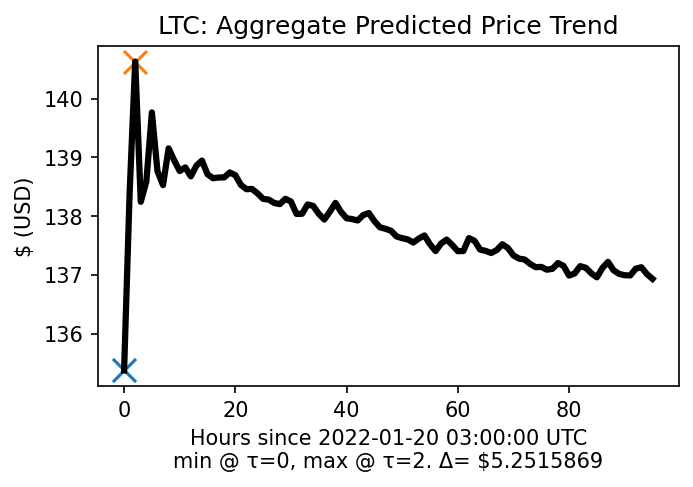 LTC: Aggregate Predicted Price Trend
140
139
138
137
136
$ (USD)
0 20 40 60 80
Hours since 2022-01-20 03:00:00 UTC
min @ τ=0, max @ τ=2. Δ= $5.2515869